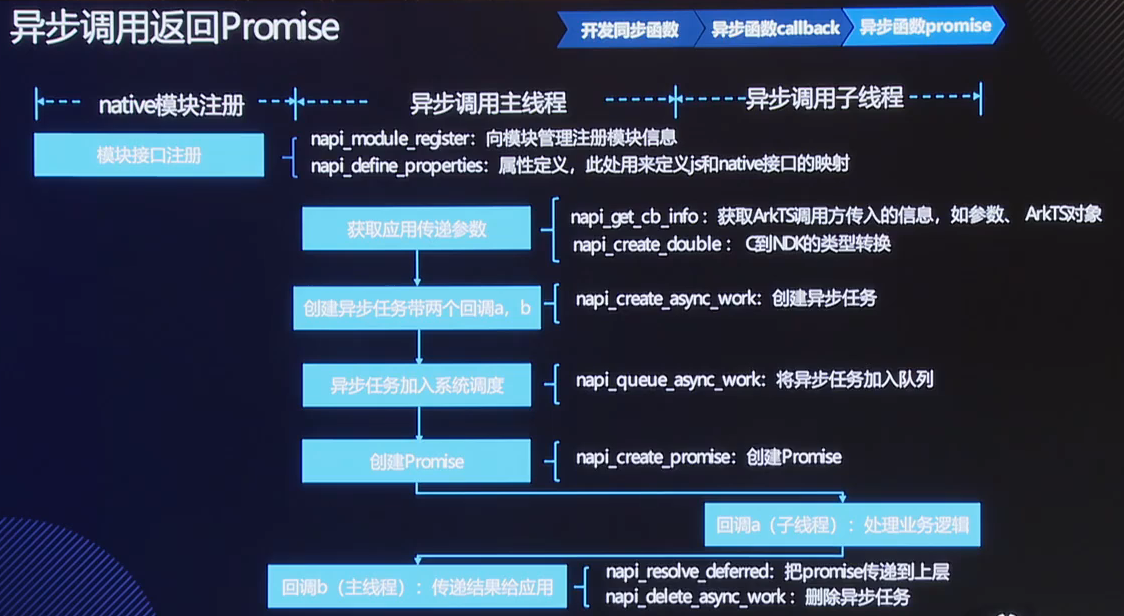 异步调用返回Promise
开发同步函数
异步函数callback
异步函数promise
native模块注册
异步调用主线程
异步调用子线程
模块接口注册
napi_module_register：向模块管理注册模块信息
napi_define_properties：属性定义，此处用来定义js和native接口的映射
获取应用传递参数
napi_get_cb_info：获取ArkTS调用方传入的信息，如参数、ArkTS对象
napi_create_double：C到NDK的类型转换
创建异步任务带两个回调a，b
napi_create_async_work：创建异步任务
异步任务加入系统调度
napi_queue_async_work：将异步任务加入队列
创建Promise
napi_create_promise：创建Promise
回调a（子线程）：处理业务逻辑
回调b（主线程）：传递结果给应用
napi_resolve_deferred：把promise传递到上层
napi_delete_async_work：删除异步任务